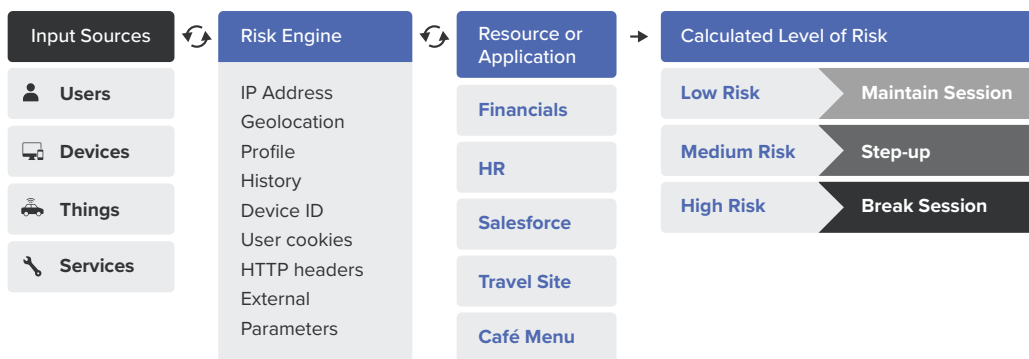 Input Sources
Users
Devices
Things
Services
Risk Engine
IP Address
Geolocation
Profile
History
Device ID
User cookies
HTTP headers
External
Parameters
Resource or
Application
Financials
HR
Salesforce
Travel Site
Café Menu
Calculated Level of Risk
Low Risk
Maintain Session
Medium Risk
Step-up
High Risk
Break Session